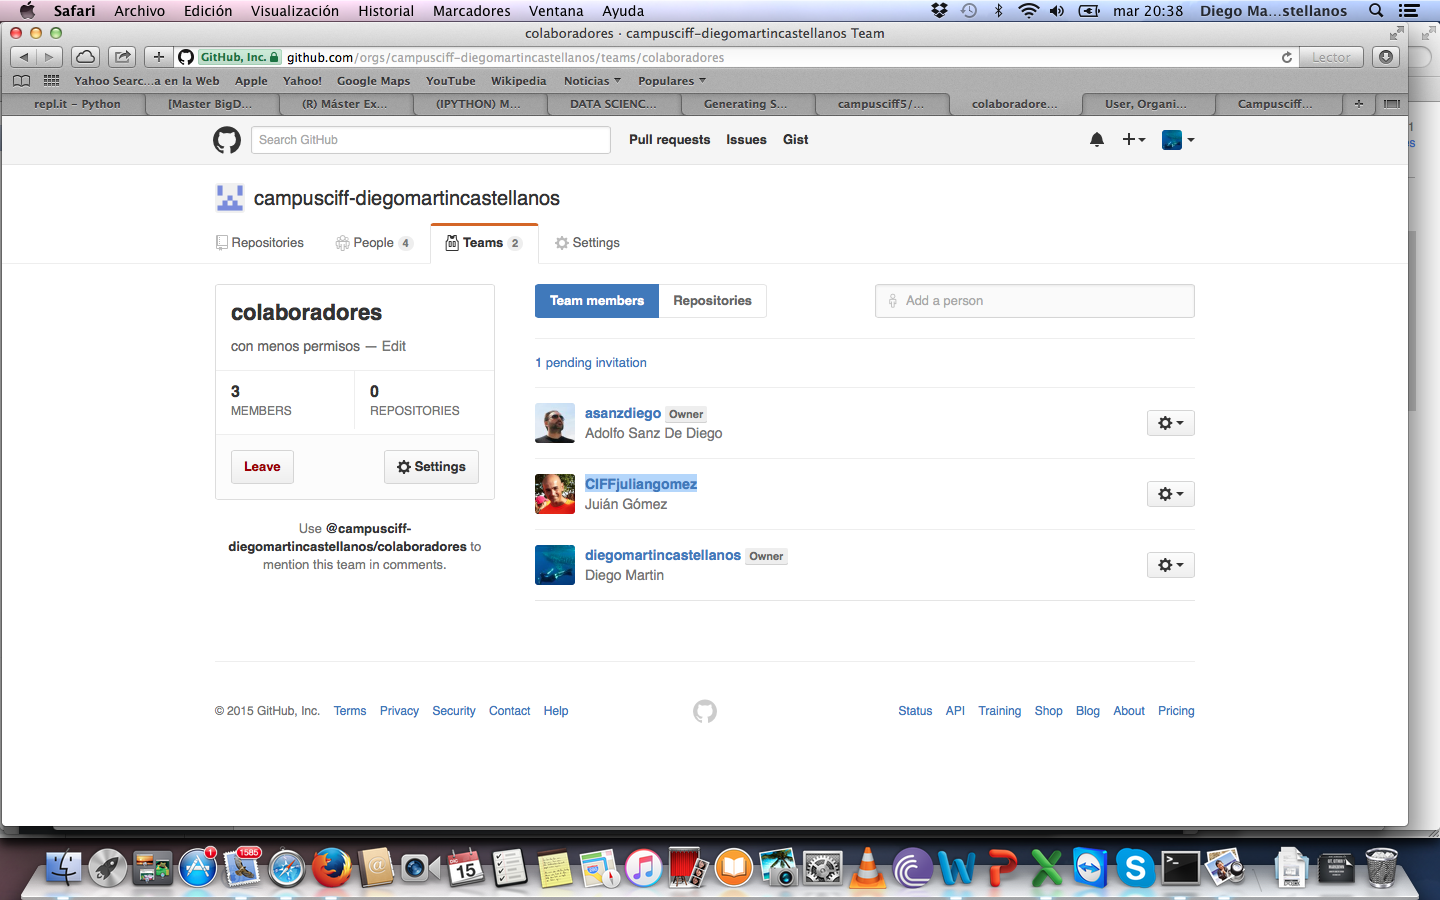 Safari Archivo Edición Visualización Historial Marcadores Ventana Ayuda mar 20:38 Diego Ma...stellanos
colaboradores · campusciff-diegomartincastellanos Team
GitHub, Inc. github.com/orgs/campusciff-diegomartincastellanos/teams/colaboradores Lector
Yahoo Searc...a en la Web Apple Yahoo! Google Maps YouTube Wikipedia Noticias Populares
repl.it - Python [Master BigD... (R) Máster Ex... (IPYTHON) M... DATA SCIENC... Generating S... campusciff5/... colaboradore... User, Organi... Campusciff... +
Search GitHub Pull requests Issues Gist
campusciff-diegomartincastellanos
Repositories People 4 Teams 2 Settings
colaboradores
con menos permisos — Edit
3 0
MEMBERS REPOSITORIES
Leave Settings
Use @campusciff-
diegomartincastellanos/colaboradores to
mention this team in comments.
Team members Repositories Add a person
1 pending invitation
asanzdiego Owner
Adolfo Sanz De Diego
CIFFjuliangomez
Juián Gómez
diegomartincastellanos Owner
Diego Martin
© 2015 GitHub, Inc. Terms Privacy Security Contact Help Status API Training Shop Blog About Pricing
1 1585 DIC 15